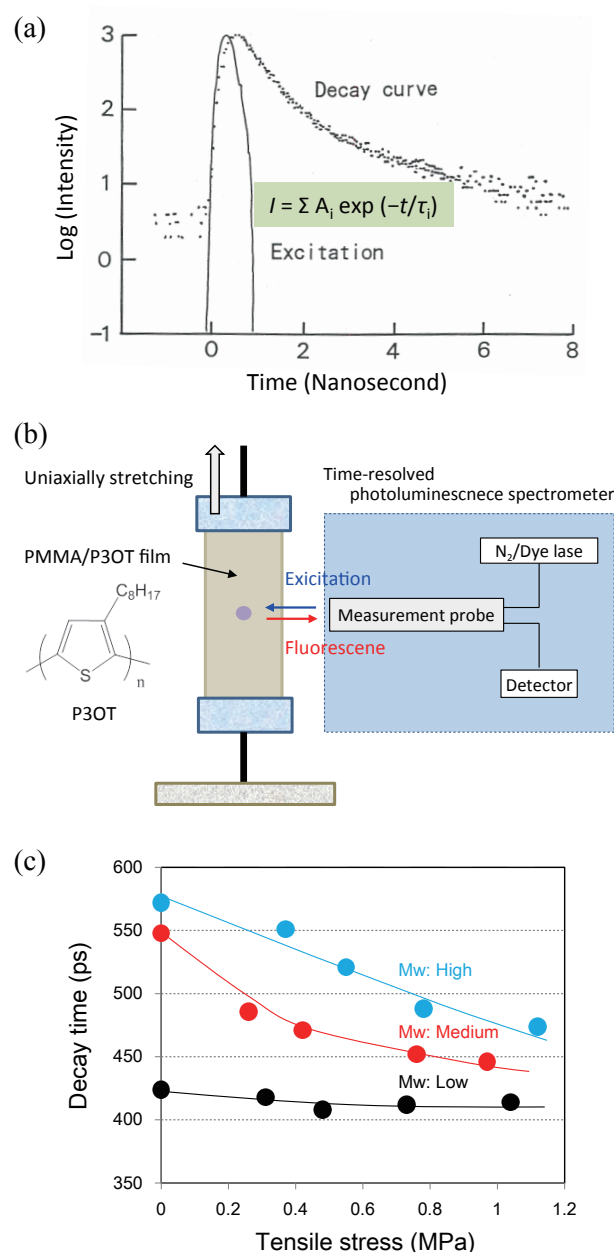 (a)
3
2
1
0
-1
Log (Intensity)
Decay curve
I = Σ Ai exp (−t/τi)
Excitation
0
2
4
6
8
Time (Nanosecond)
(b)
Uniaxially stretching
Time-resolved
photoluminescnece spectrometer
PMMA/P3OT film
N2/Dye lase
C8H17
Exicitation
Measurement probe
Fluorescene
S
n
Detector
P3OT
(c)
600
550
500
450
400
350
Decay time (ps)
Mw: High
Mw: Medium
Mw: Low
0
0.2
0.4
0.6
0.8
1
1.2
Tensile stress (MPa)